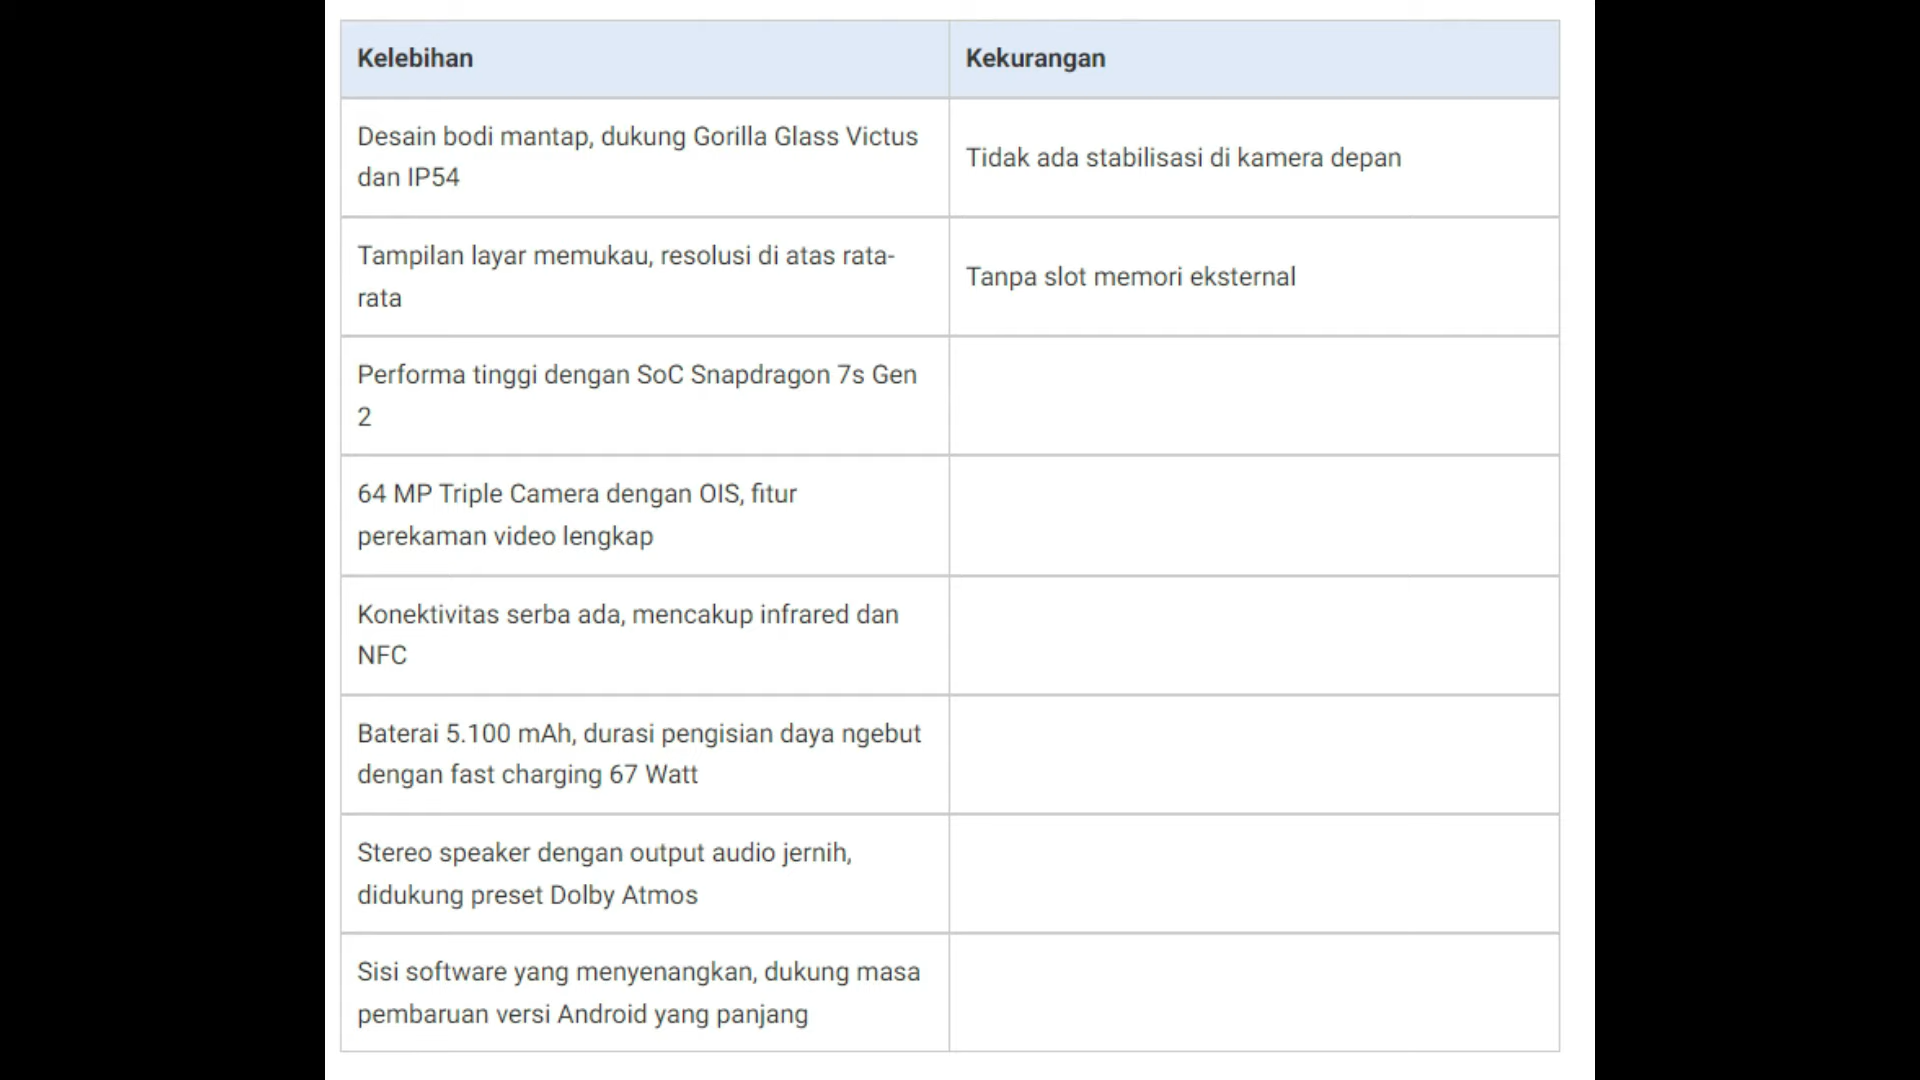 Kelebihan
Kekurangan
Desain bodi mantap, dukung Gorilla Glass Victus
dan IP54
Tidak ada stabilisasi di kamera depan
Tampilan layar memukau, resolusi di atas rata-
rata
Tanpa slot memori eksternal
Performa tinggi dengan SoC Snapdragon 7s Gen
2
64 MP Triple Camera dengan OIS, fitur
perekaman video lengkap
Konektivitas serba ada, mencakup infrared dan
NFC
Baterai 5.100 mAh, durasi pengisian daya ngebut
dengan fast charging 67 Watt
Stereo speaker dengan output audio jernih,
didukung preset Dolby Atmos
Sisi software yang menyenangkan, dukung masa
pembaruan versi Android yang panjang